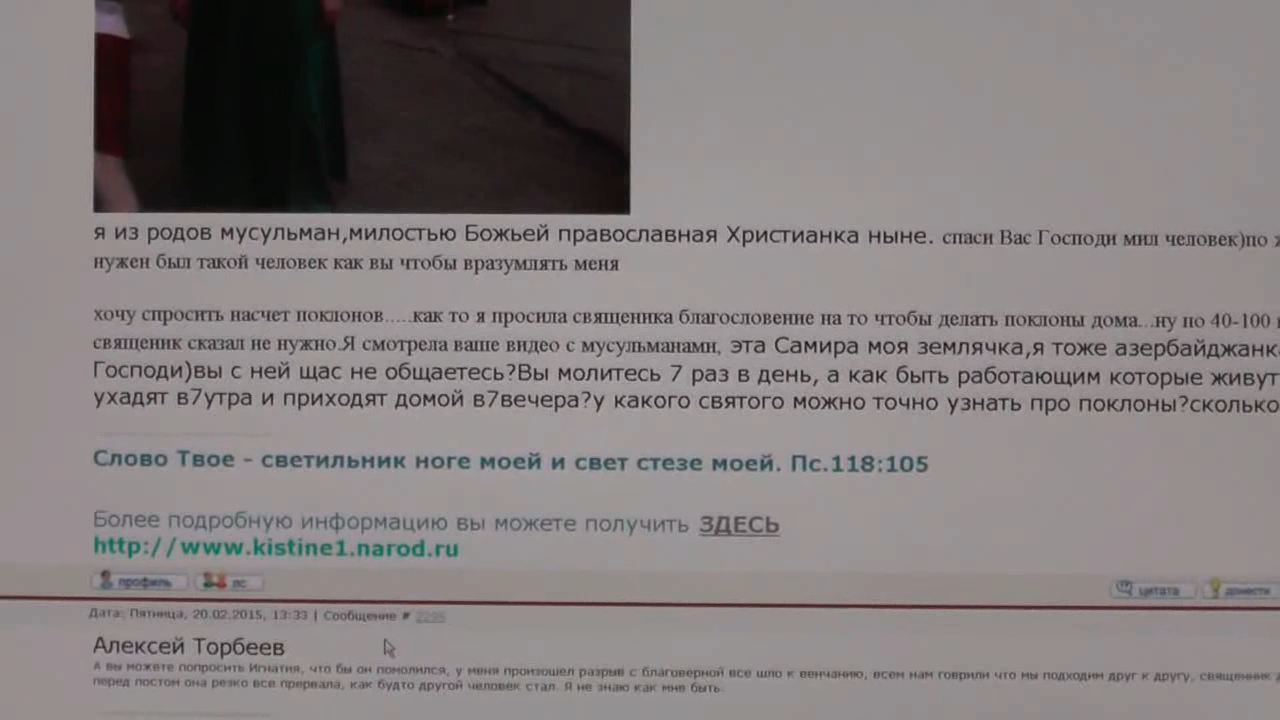 я из родов мусульман,милостью Божьей православная Христианка ныне. спаси Вас Господи мил человек)по
нужен был такой человек как вы чтобы вразумлять меня
хочу спросить насчет поклонов.....как то я просила священика благословение на то чтобы делать поклоны дома...ну по 40-100
священик сказал не нужно.Я смотрела ваше видео с мусульманами, эта Самира моя землячка,я тоже азербайджанка
Господи)вы с ней щас не общаетесь?Вы молитесь 7 раз в день, а как быть работающим которые живут
ухадят в7утра и приходят домой в7вечера?у какого святого можно точно узнать про поклоны?сколько
Слово Твое - светильник ноге моей и свет стезе моей. Пс.118:105
Более подробную информацию вы можете получить ЗДЕСЬ
http://www.kistine1.narod.ru
профиль лс цитата донести
Дата: Пятница, 20.02.2015, 13:33 | Сообщение # 2295
Алексей Торбеев
А вы можете попросить Игнатия, что бы он помолился, у меня произошел разрыв с благоверной все шло к венчанию, всем нам говрили что мы подходим друг к другу, священник
перед постом она резко все прервала, как будто другой человек стал. Я не знаю как мне быть.